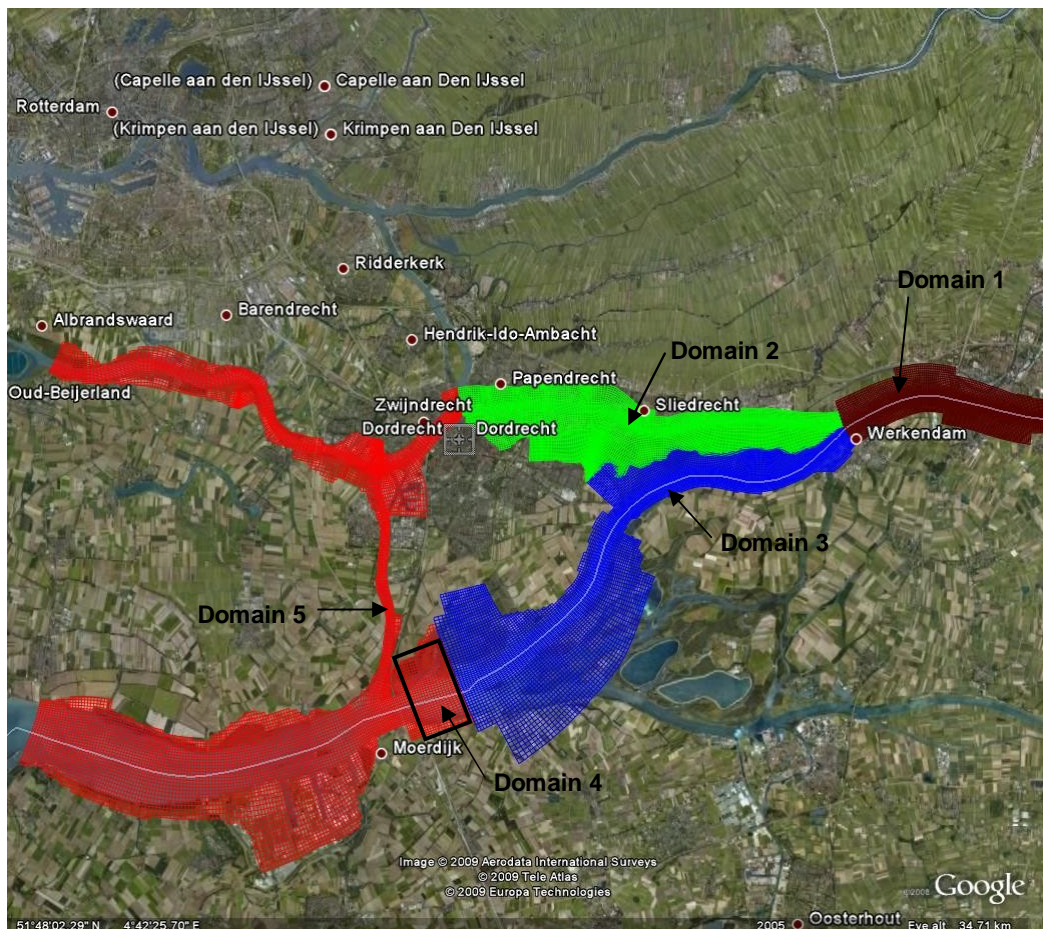 (Capelle aan den IJssel) Capelle aan Den IJssel
Rotterdam
(Krimpen aan den IJssel) Krimpen aan Den IJssel
Ridderkerk
Domain 1
Barendrecht
Albrandswaard
Hendrik-Ido-Ambacht
Domain 2
Papendrecht
Oud-Beijerland
Zwijndrecht
Sliedrecht
Dordrecht Dordrecht
Werkendam
Domain 3
Domain 5
Moerdijk
Domain 4
Image © 2009 Aerodata International Surveys
© 2009 Tele Atlas
© 2009 Europa Technologies
©2008 Google
51°48'02.29" N 4°42'25.70" E 2005 Oosterhout Eye alt 34.71 km